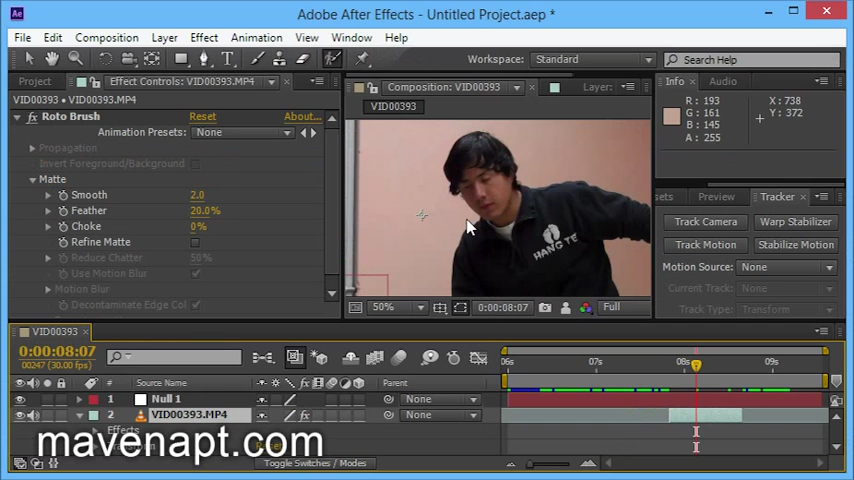 Adobe After Effects - Untitled Project.aep *
File Edit Composition Layer Effect Animation View Window Help
Workspace: Standard Search Help
Project Effect Controls: VID00393.MP4 Composition: VID00393 Layer: Info Audio
VID00393 • VID00393.MP4 VID00393
R : 193 X : 738
G : 161 Y : 372
B : 145
A : 255
fx Roto Brush Reset About...
Animation Presets: None
Propagation
Invert Foreground/Background
Matte
Smooth 2.0
Feather 20.0%
Choke 0%
Refine Matte
Reduce Chatter 50%
Use Motion Blur
Motion Blur
Decontaminate Edge Col
HANG TE
Preview Tracker
Track Camera Warp Stabilizer
Track Motion Stabilize Motion
Motion Source: None
Current Track: None
Track Type: Transform
50% 0:00:08:07 Full
VID00393
0:00:08:07
00247 (30.00 fps)
06s 07s 08s 09s
# Source Name Parent
1 Null 1 None
2 VID00393.MP4 fx None
Effects
Reset
mavenapt.com
Toggle Switches / Modes